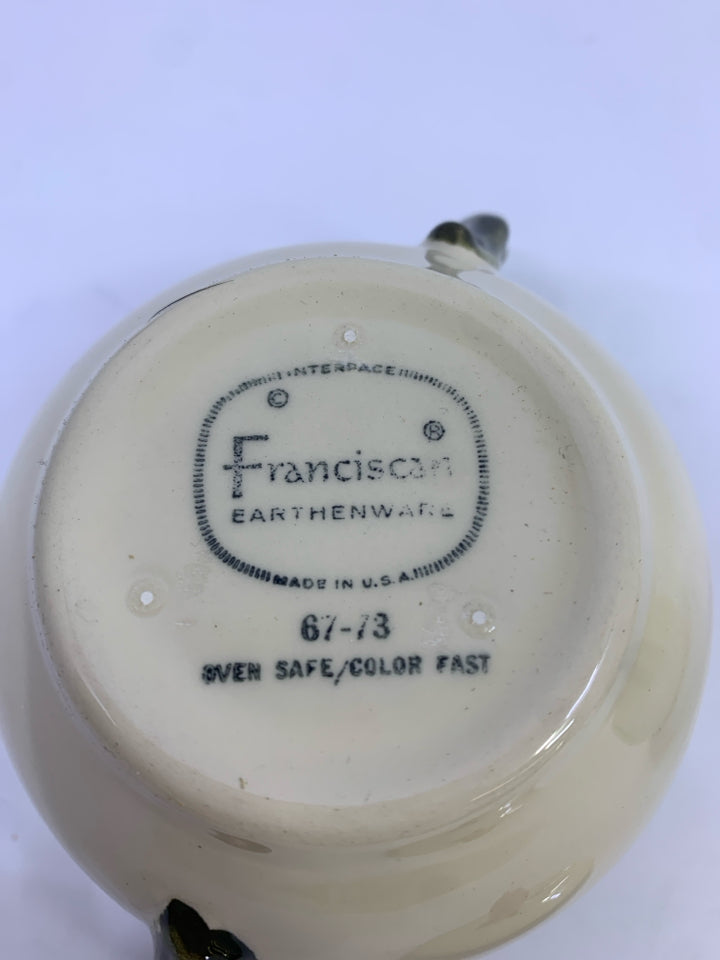 INTERPACE
©
®
Franciscan
EARTHENWARE
MADE IN U.S.A.
67-73
OVEN SAFE/COLOR FAST